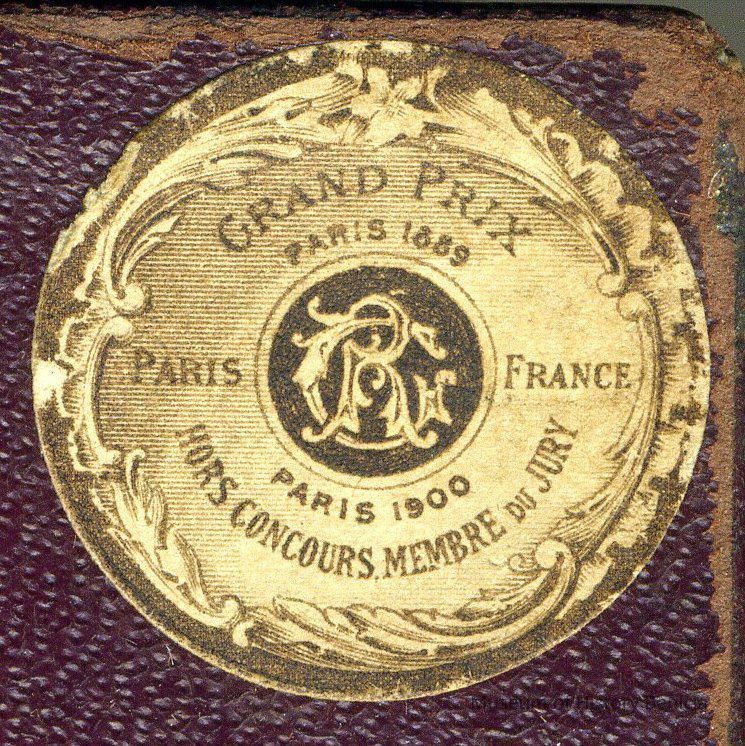 GRAND PRIX
PARIS 1889
PARIS
FRANCE
PARIS 1900
HORS CONCOURS, MEMBRE DU JURY